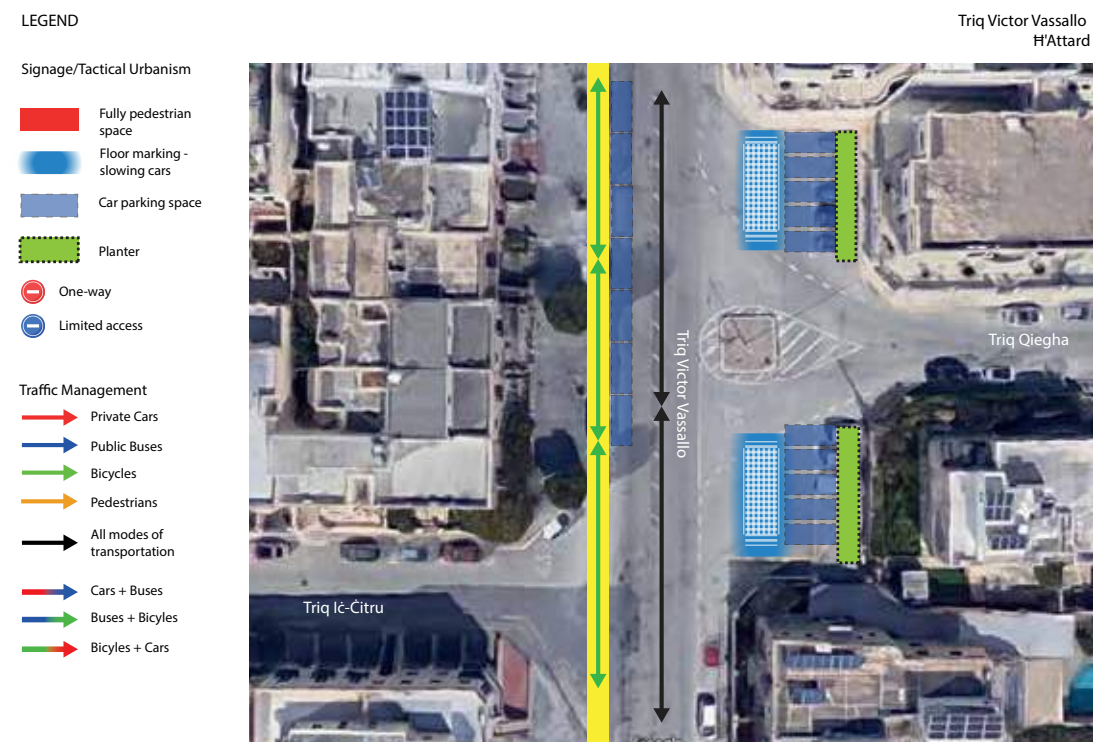 LEGEND
Triq Victor Vassallo
Ħ'Attard
Signage/Tactical Urbanism
Fully pedestrian
space
Floor marking -
slowing cars
Car parking space
Planter
One-way
Limited access
Traffic Management
Private Cars
Public Buses
Bicycles
Pedestrians
All modes of
transportation
Cars + Buses
Buses + Bicyles
Bicyles + Cars
Triq Victor Vassallo
Triq Qiegha
Triq Iċ-Ċitru